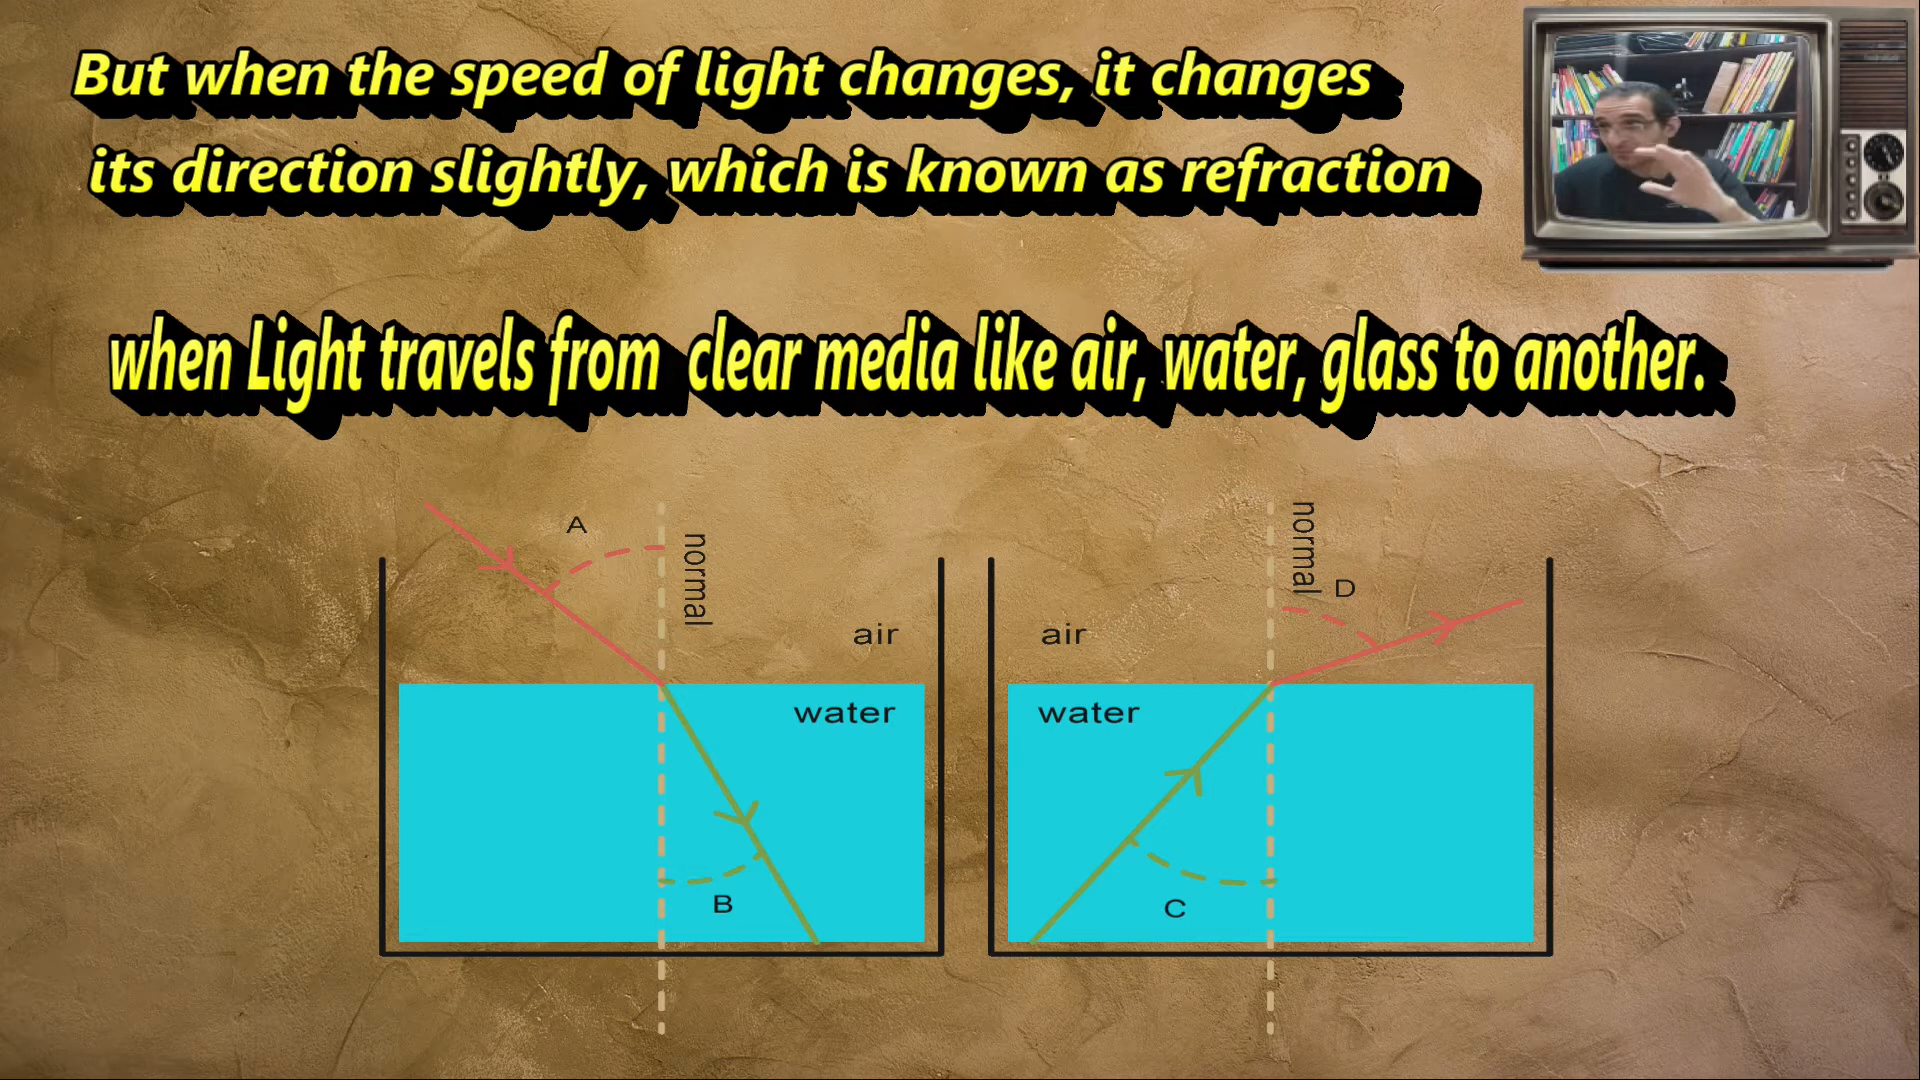 But when the speed of light changes, it changes
its direction slightly, which is known as refraction
when Light travels from clear media like air, water, glass to another.
A
normal
air
water
B
normal
D
air
water
C